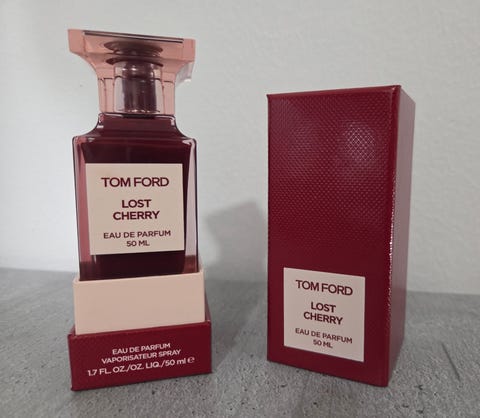 TOM FORD
LOST
CHERRY
EAU DE PARFUM
50 ML
EAU DE PARFUM
VAPORISATEUR SPRAY
1.7 FL. OZ./OZ. LIQ./50 ml e
TOM FORD
LOST
CHERRY
EAU DE PARFUM
50 ML